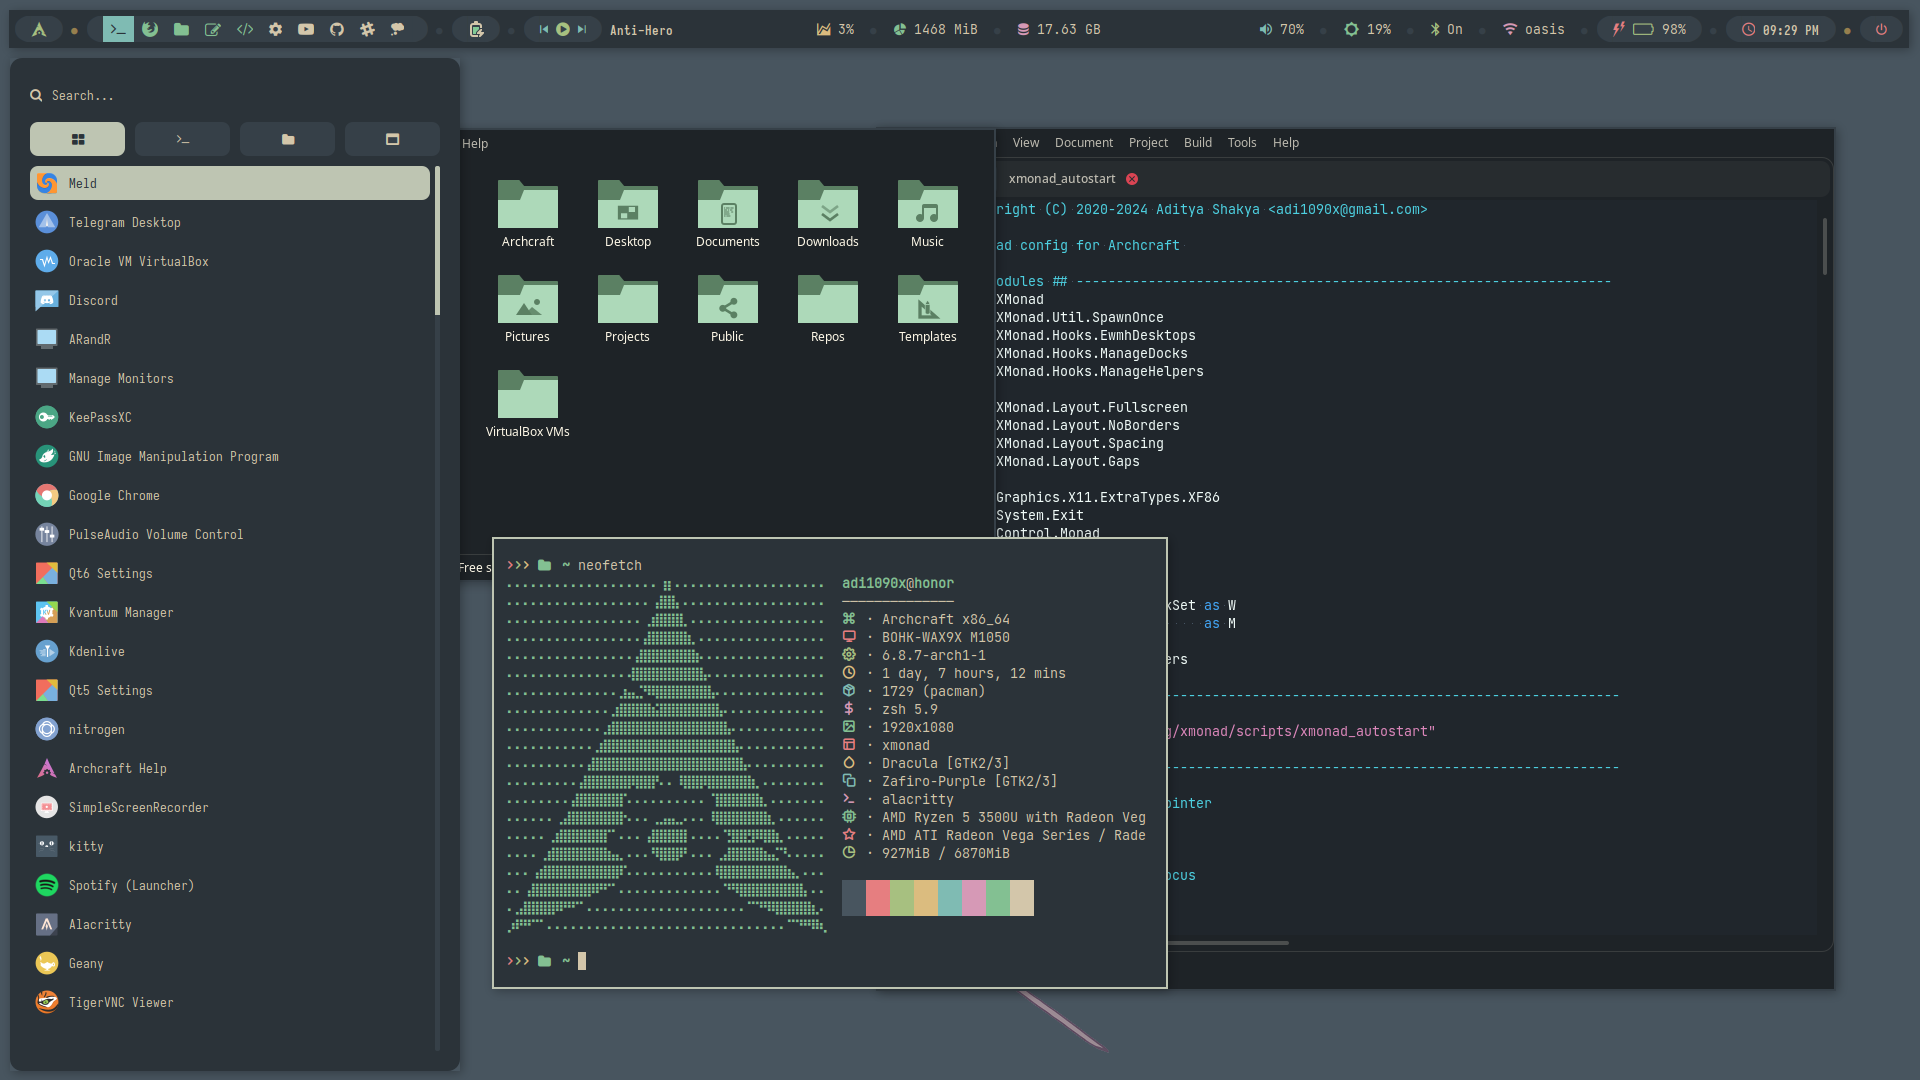 Anti-Hero
3%
1468 MiB
17.63 GB
70%
19%
On
oasis
98%
09:29 PM
Search...
Meld
Telegram Desktop
Oracle VM VirtualBox
Discord
ARandR
Manage Monitors
KeePassXC
GNU Image Manipulation Program
Google Chrome
PulseAudio Volume Control
Qt6 Settings
Kvantum Manager
Kdenlive
Qt5 Settings
nitrogen
Archcraft Help
SimpleScreenRecorder
kitty
Spotify (Launcher)
Alacritty
Geany
TigerVNC Viewer
Help
Archcraft
Desktop
Documents
Downloads
Music
Pictures
Projects
Public
Repos
Templates
VirtualBox VMs
Free s
View Document Project Build Tools Help
xmonad_autostart
right (C) 2020-2024 Aditya Shakya <adi1090x@gmail.com>
ad config for Archcraft
odules ## -------------------------------------------------------------------
XMonad
XMonad.Util.SpawnOnce
XMonad.Hooks.EwmhDesktops
XMonad.Hooks.ManageDocks
XMonad.Hooks.ManageHelpers
XMonad.Layout.Fullscreen
XMonad.Layout.NoBorders
XMonad.Layout.Spacing
XMonad.Layout.Gaps
Graphics.X11.ExtraTypes.XF86
System.Exit
Control.Monad
kSet as W
as M
ers
---------------------------------------------------------
g/xmonad/scripts/xmonad_autostart"
---------------------------------------------------------
ointer
ocus
>>> ~ neofetch
adi1090x@honor
──────────────
· Archcraft x86_64
· BOHK-WAX9X M1050
· 6.8.7-arch1-1
· 1 day, 7 hours, 12 mins
· 1729 (pacman)
· zsh 5.9
· 1920x1080
· xmonad
· Dracula [GTK2/3]
· Zafiro-Purple [GTK2/3]
· alacritty
· AMD Ryzen 5 3500U with Radeon Veg
· AMD ATI Radeon Vega Series / Rade
· 927MiB / 6870MiB
>>> ~